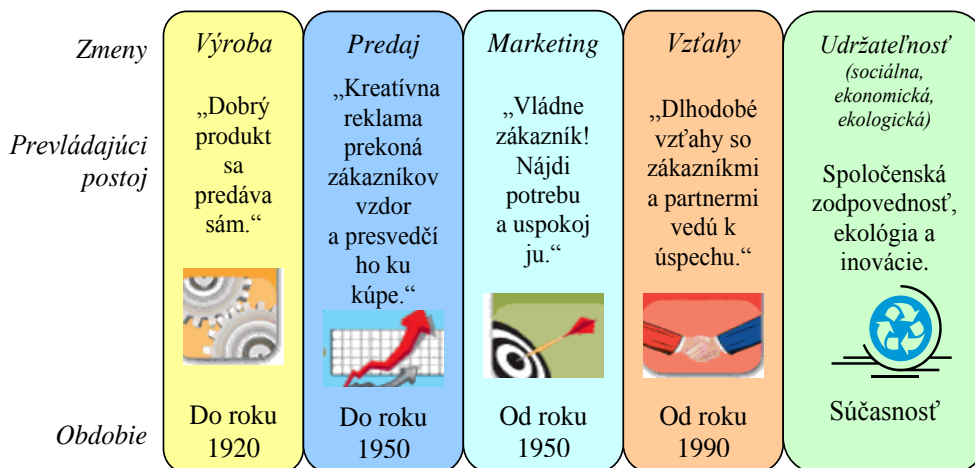 Zmeny
Výroba
Predaj
Marketing
Vzťahy
Udržateľnosť
(sociálna,
ekonomická,
ekologická)
Prevládajúci
postoj
„Dobrý
produkt
sa
predáva
sám.“
„Kreatívna
reklama
prekoná
zákazníkov
vzdor
a presvedčí
ho ku
kúpe.“
„Vládne
zákazník!
Nájdi
potrebu
a uspokoj
ju.“
„Dlhodobé
vzťahy so
zákazníkmi
a partnermi
vedú k
úspechu.“
Spoločenská
zodpovednosť,
ekológia a
inovácie.
Obdobie
Do roku
1920
Do roku
1950
Od roku
1950
Od roku
1990
Súčasnosť